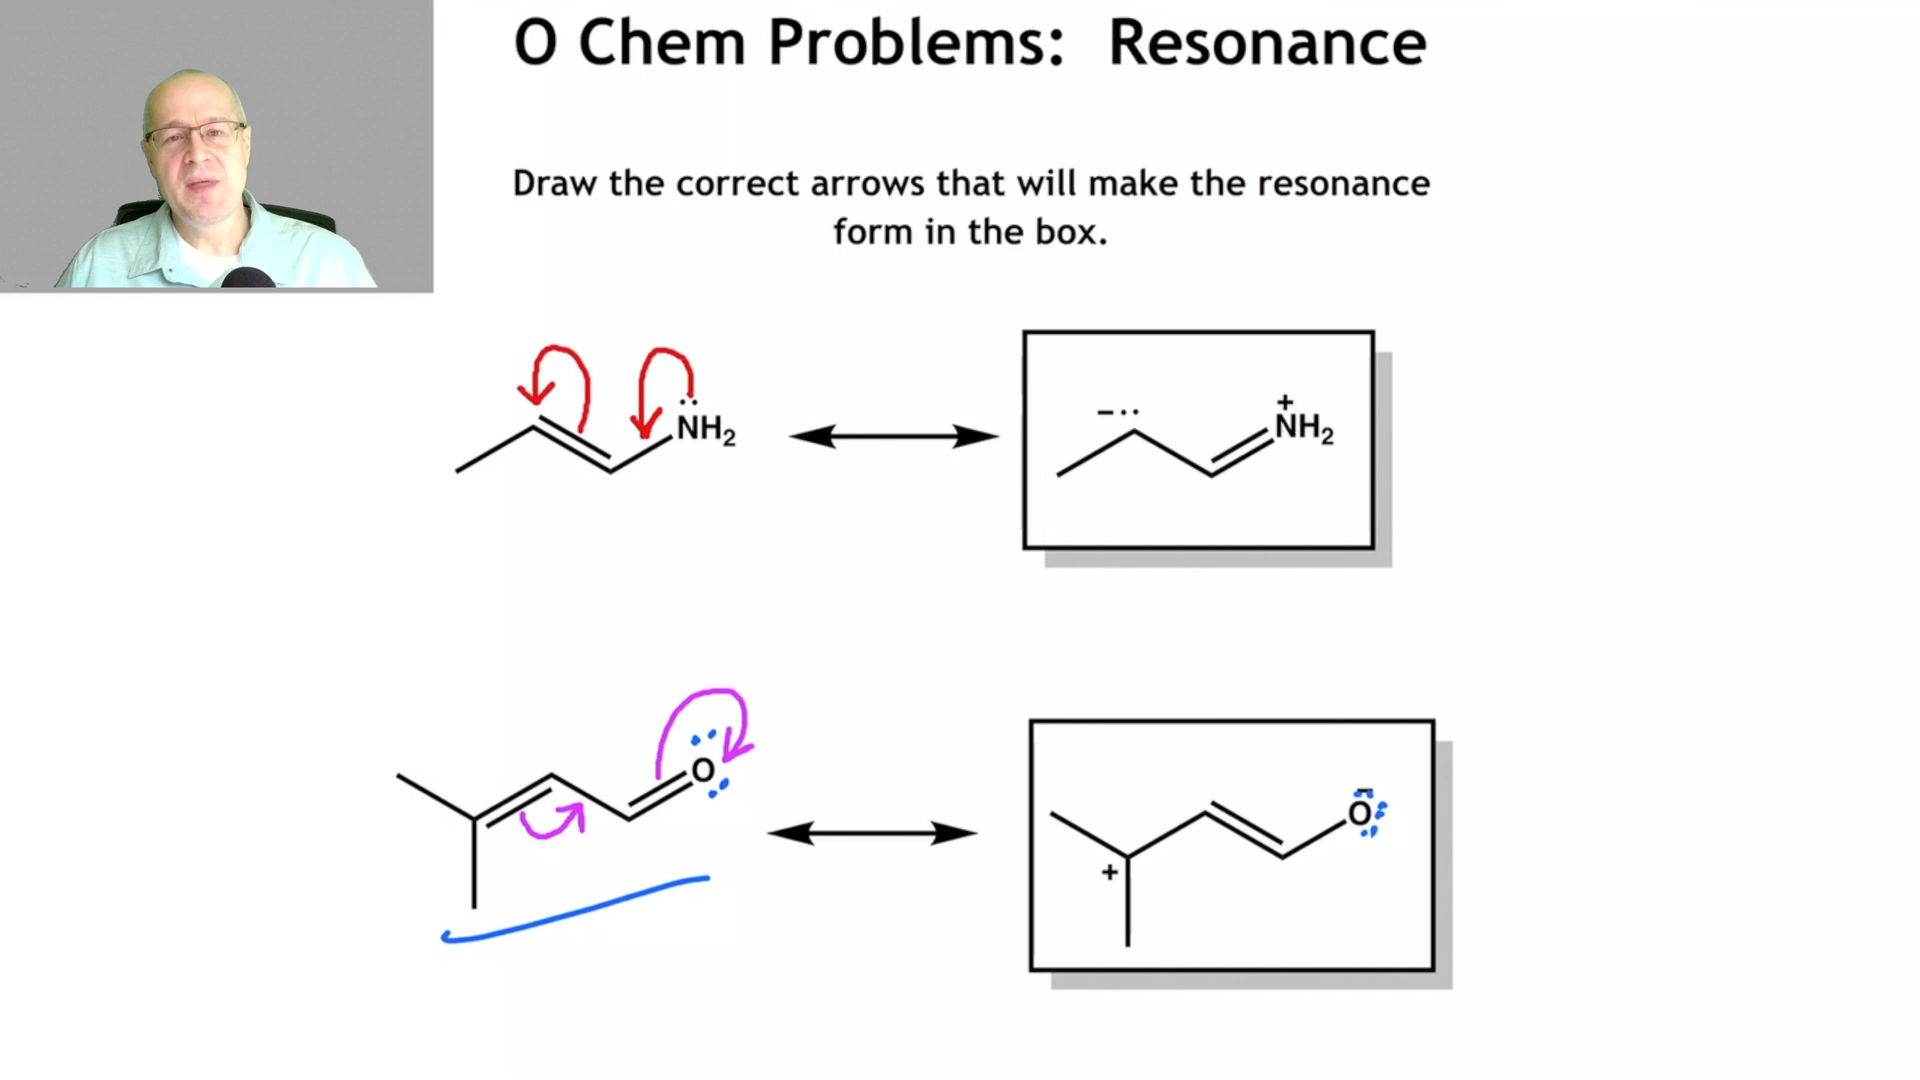 O Chem Problems: Resonance
Draw the correct arrows that will make the resonance
form in the box.
NH₂
− ··
+
NH₂
O
−
O
+